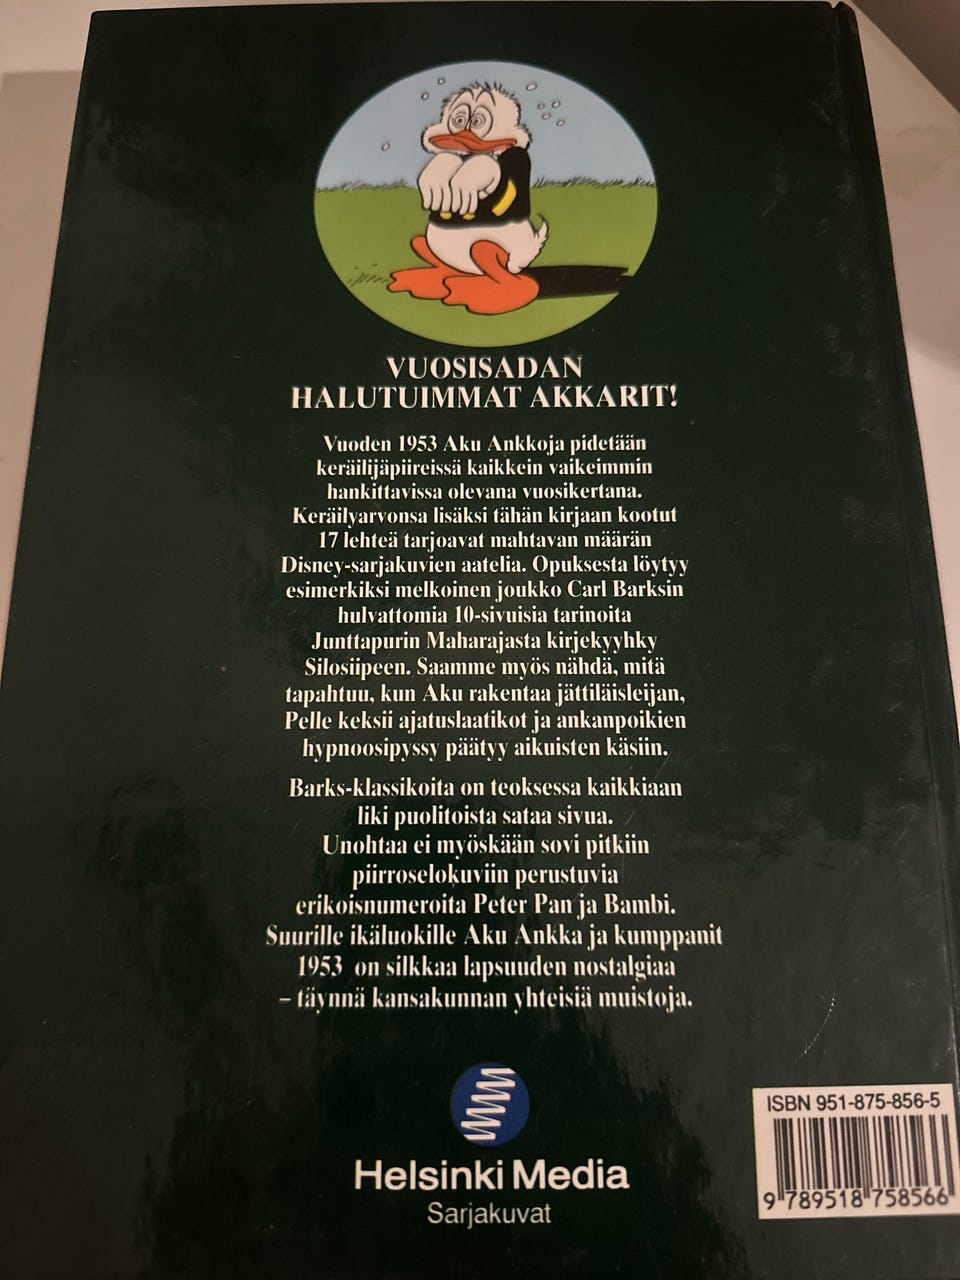 VUOSISADAN
HALUTUIMMAT AKKARIT!
Vuoden 1953 Aku Ankkoja pidetään
keräilijäpiireissä kaikkein vaikeimmin
hankittavissa olevana vuosikertana.
Keräilyarvonsa lisäksi tähän kirjaan kootut
17 lehteä tarjoavat mahtavan määrän
Disney-sarjakuvien aatelia. Opuksesta löytyy
esimerkiksi melkoinen joukko Carl Barksin
hulvattomia 10-sivuisia tarinoita
Junttapurin Maharajasta kirjekyyhky
Silosiipeen. Saamme myös nähdä, mitä
tapahtuu, kun Aku rakentaa jättiläisleijan,
Pelle keksii ajatuslaatikot ja ankanpoikien
hypnoosipyssy päätyy aikuisten käsiin.
Barks-klassikoita on teoksessa kaikkiaan
liki puolitoista sataa sivua.
Unohtaa ei myöskään sovi pitkiin
piirroselokuviin perustuvia
erikoisnumeroita Peter Pan ja Bambi.
Suurille ikäluokille Aku Ankka ja kumppanit
1953 on silkkaa lapsuuden nostalgiaa
– täynnä kansakunnan yhteisiä muistoja.
Helsinki Media
Sarjakuvat
ISBN 951-875-856-5
9 789518 758566